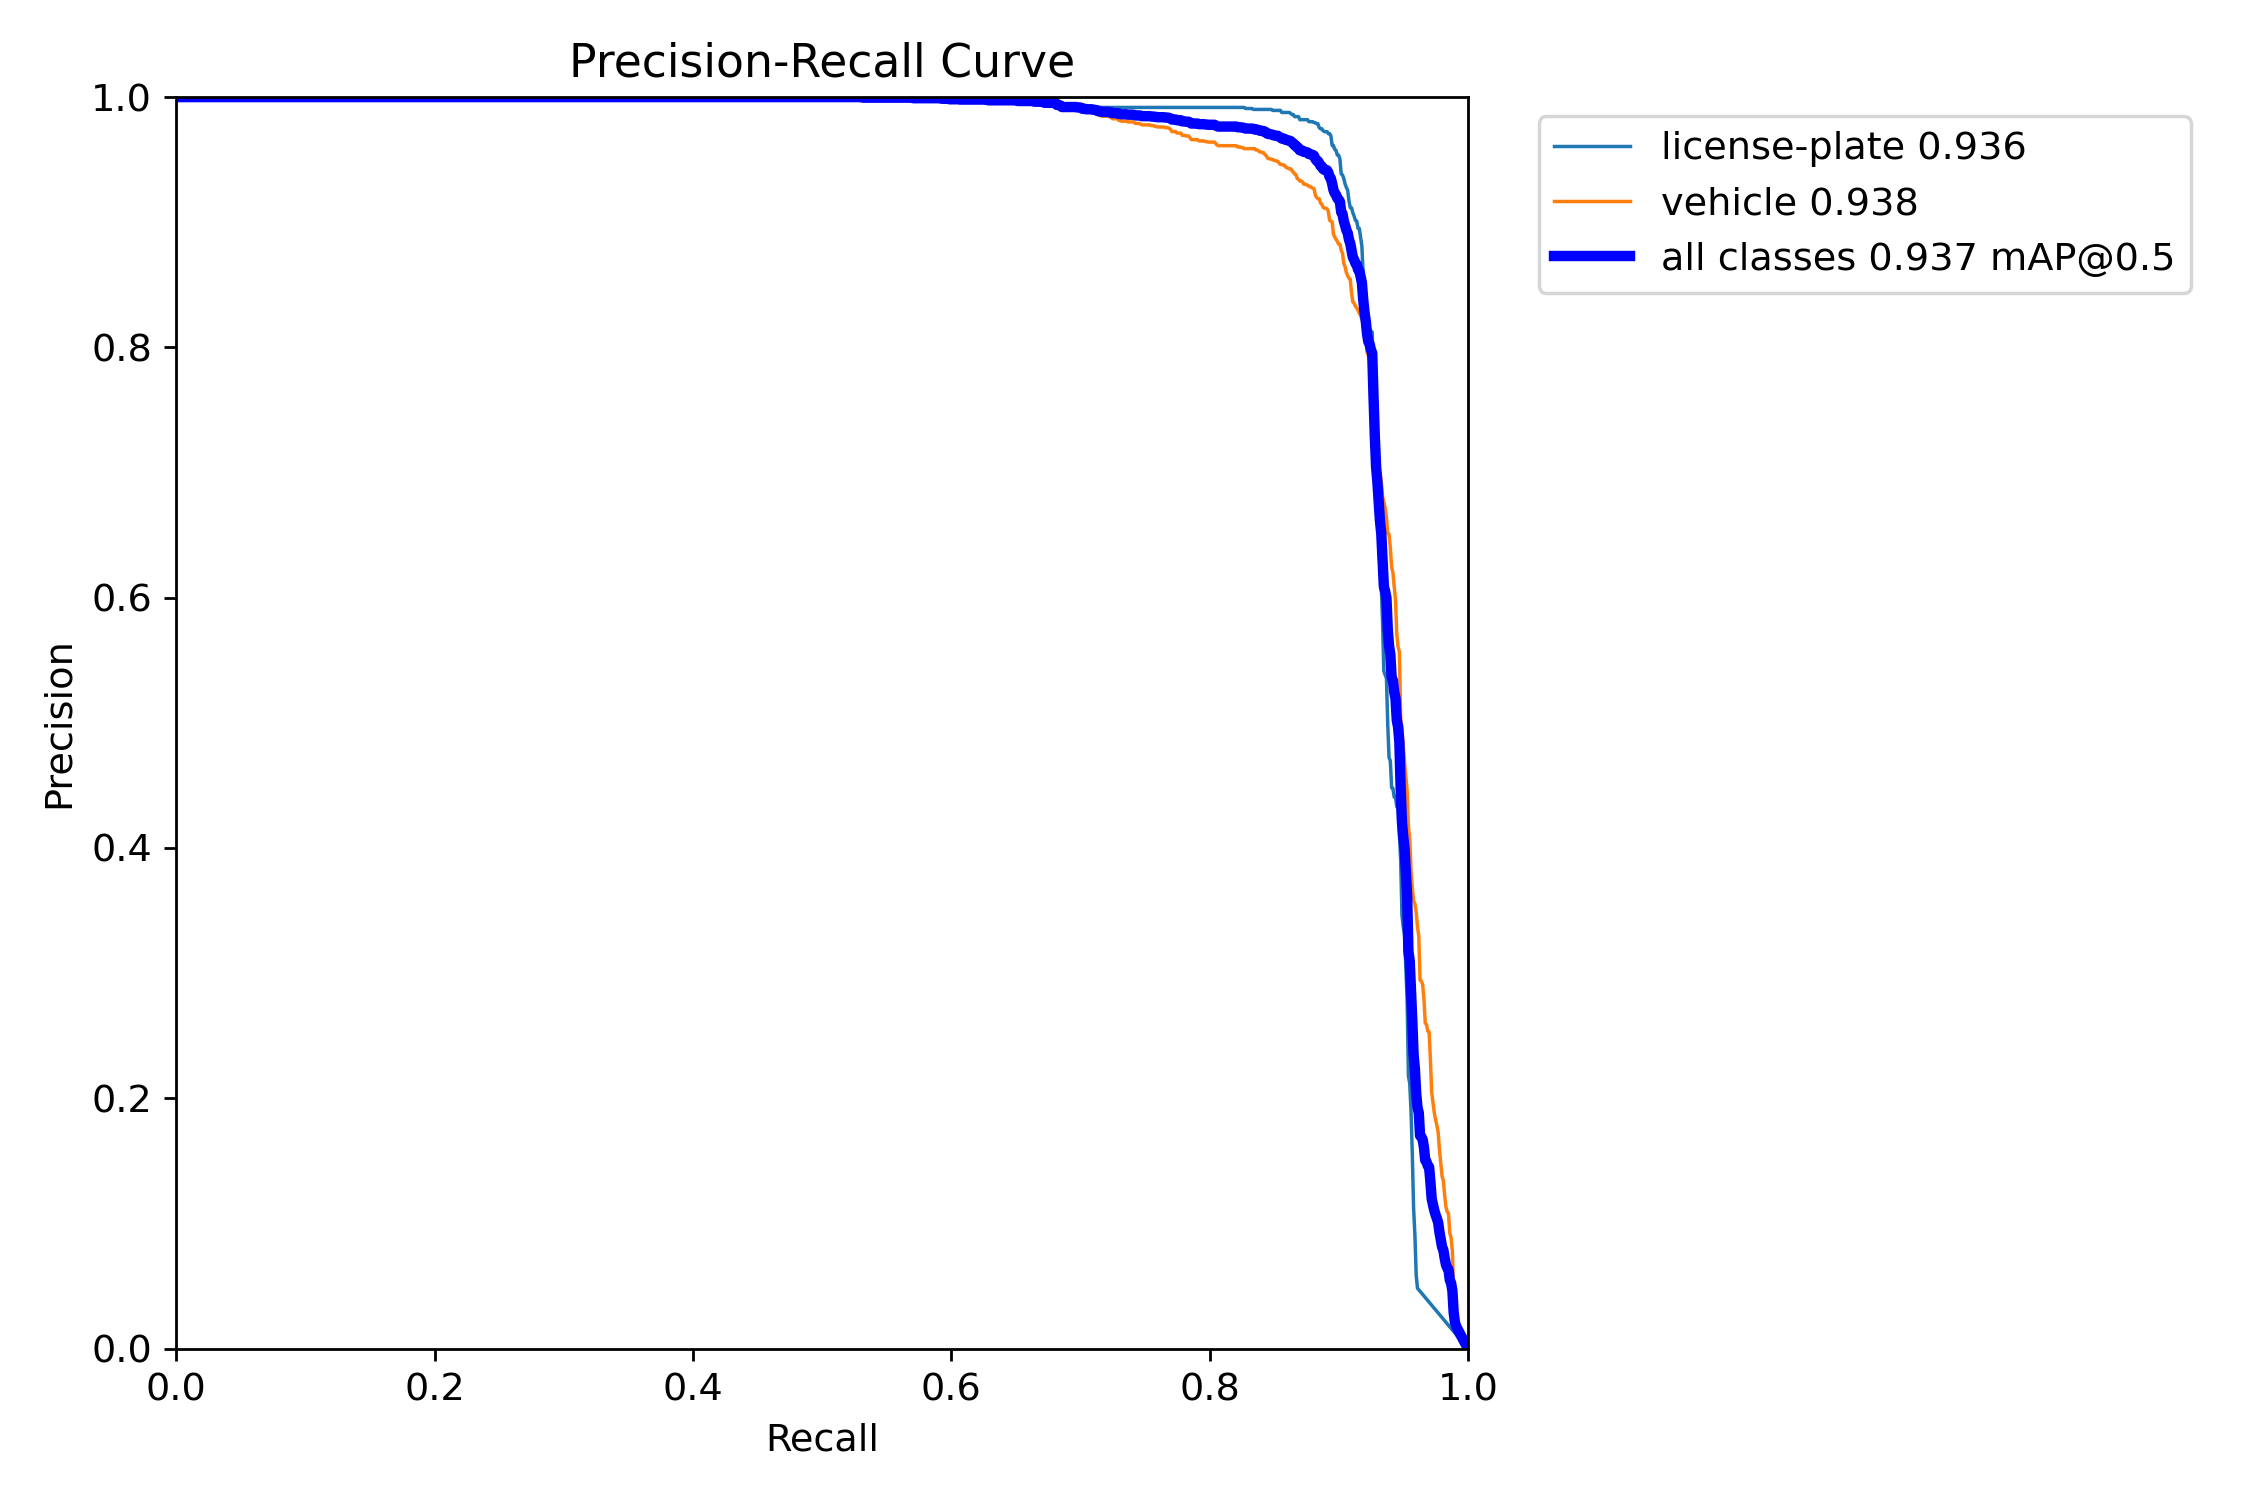 Precision-Recall Curve
1.0
0.8
0.6
0.4
0.2
0.0
Precision
0.0 0.2 0.4 0.6 0.8 1.0
Recall
license-plate 0.936
vehicle 0.938
all classes 0.937 mAP@0.5